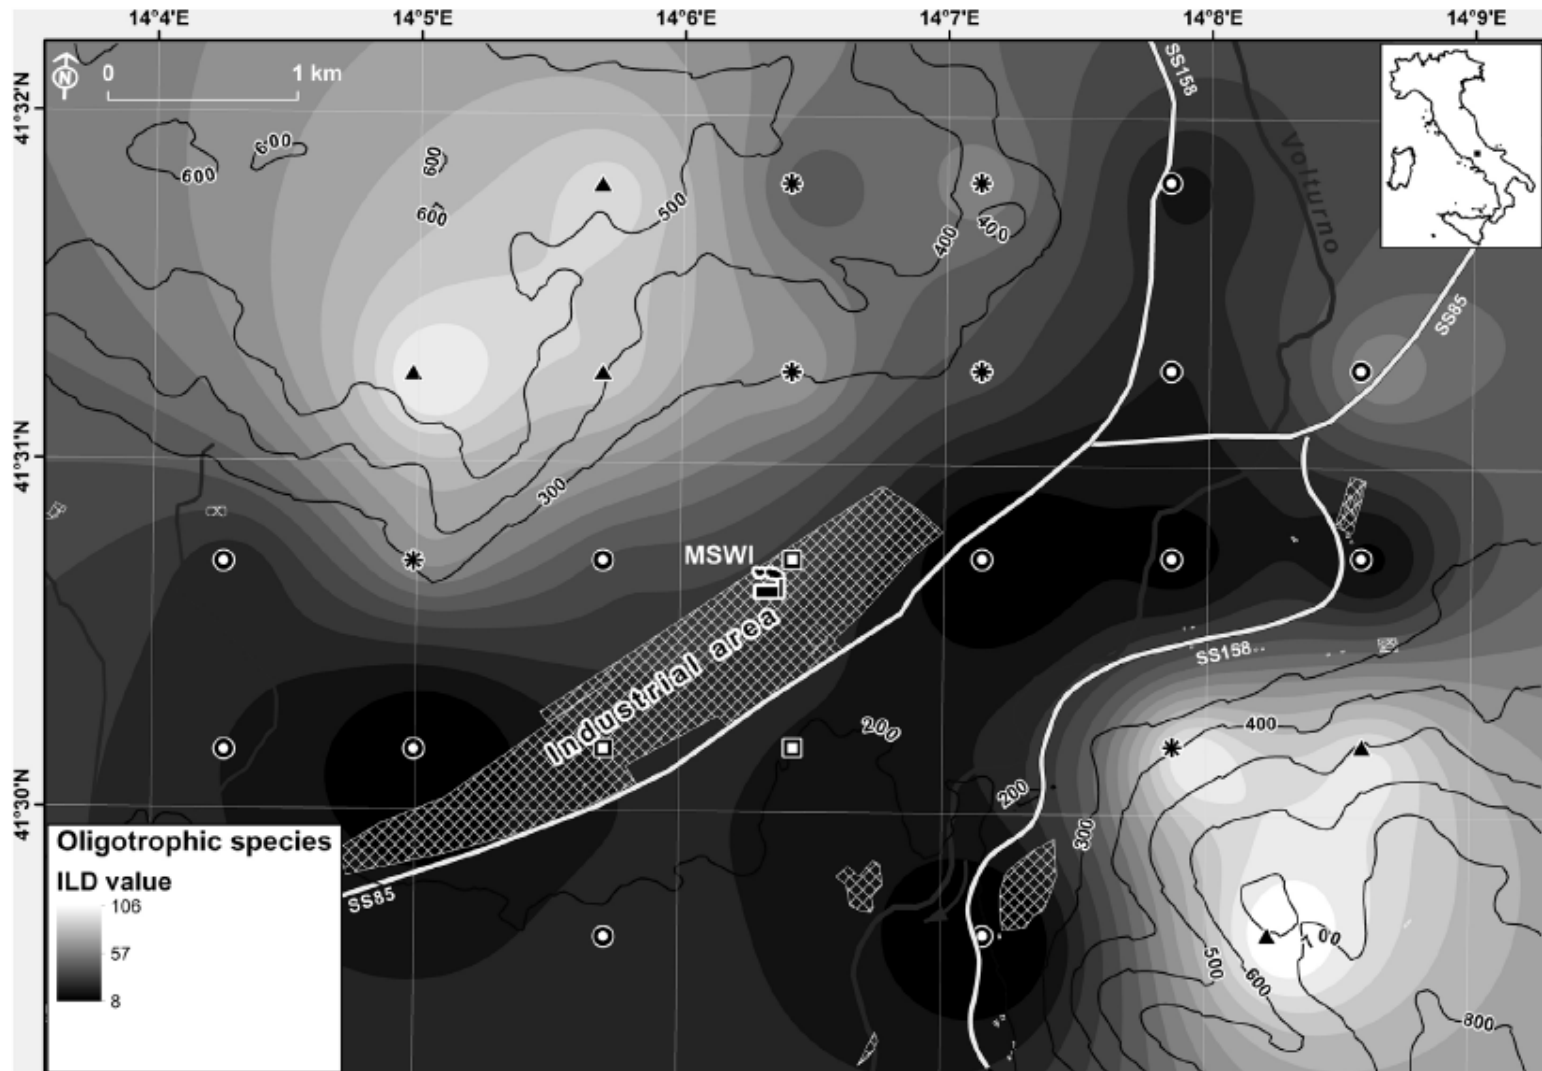 14°4'E 14°5'E 14°6'E 14°7'E 14°8'E 14°9'E
N 0 1 km
SS158
41°32'N
Volturno
600
600
600
600
500
400
400
SS85
41°31'N
300
MSWI
Industrial area
SS158
200
400
200
300
41°30'N
Oligotrophic species
ILD value
106
57
8
SS85
700
500
600
800